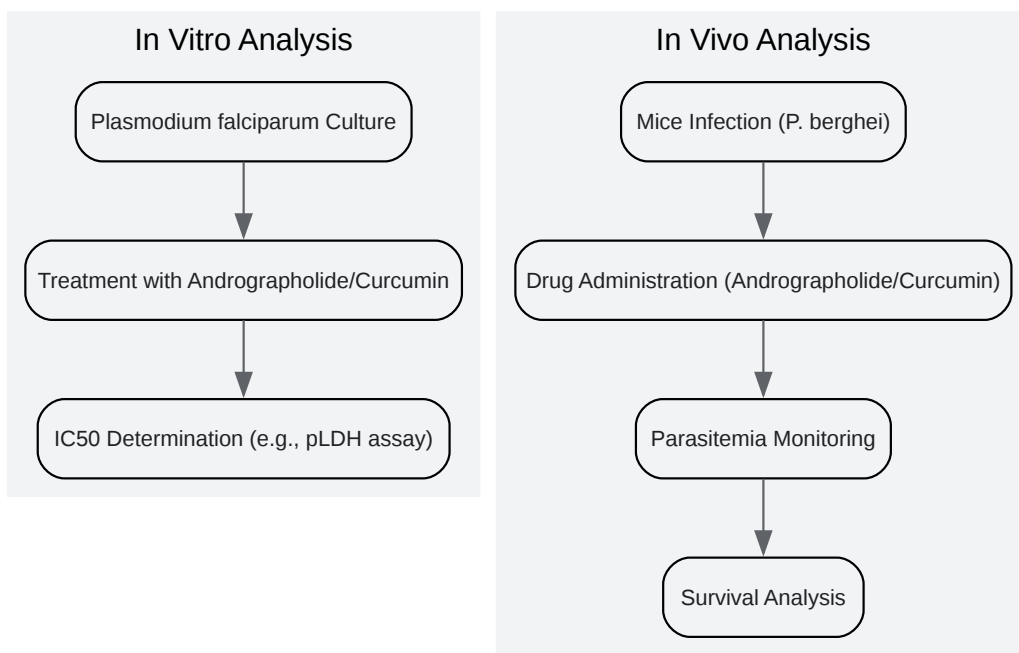 In Vitro Analysis
Plasmodium falciparum Culture
Treatment with Andrographolide/Curcumin
IC50 Determination (e.g., pLDH assay)
In Vivo Analysis
Mice Infection (P. berghei)
Drug Administration (Andrographolide/Curcumin)
Parasitemia Monitoring
Survival Analysis